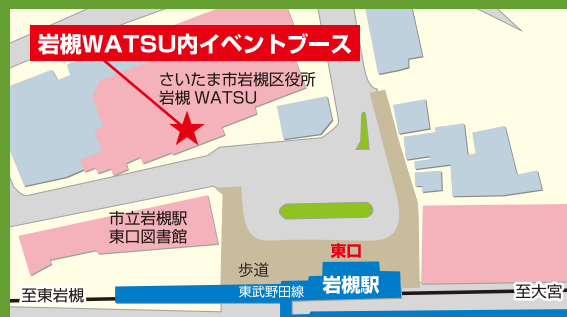 岩槻WATSU内イベントブース
さいたま市岩槻区役所
岩槻 WATSU
市立岩槻駅
東口図書館
東口
歩道
岩槻駅
東武野田線
至東岩槻
至大宮